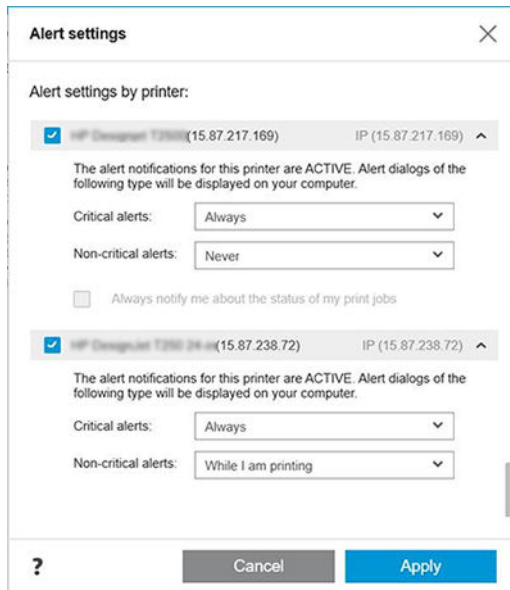 Alert settings
Alert settings by printer:
(15.87.217.169) IP (15.87.217.169)
The alert notifications for this printer are ACTIVE. Alert dialogs of the
following type will be displayed on your computer.
Critical alerts: Always
Non-critical alerts: Never
Always notify me about the status of my print jobs
(15.87.238.72) IP (15.87.238.72)
The alert notifications for this printer are ACTIVE. Alert dialogs of the
following type will be displayed on your computer.
Critical alerts: Always
Non-critical alerts: While I am printing
? Cancel Apply